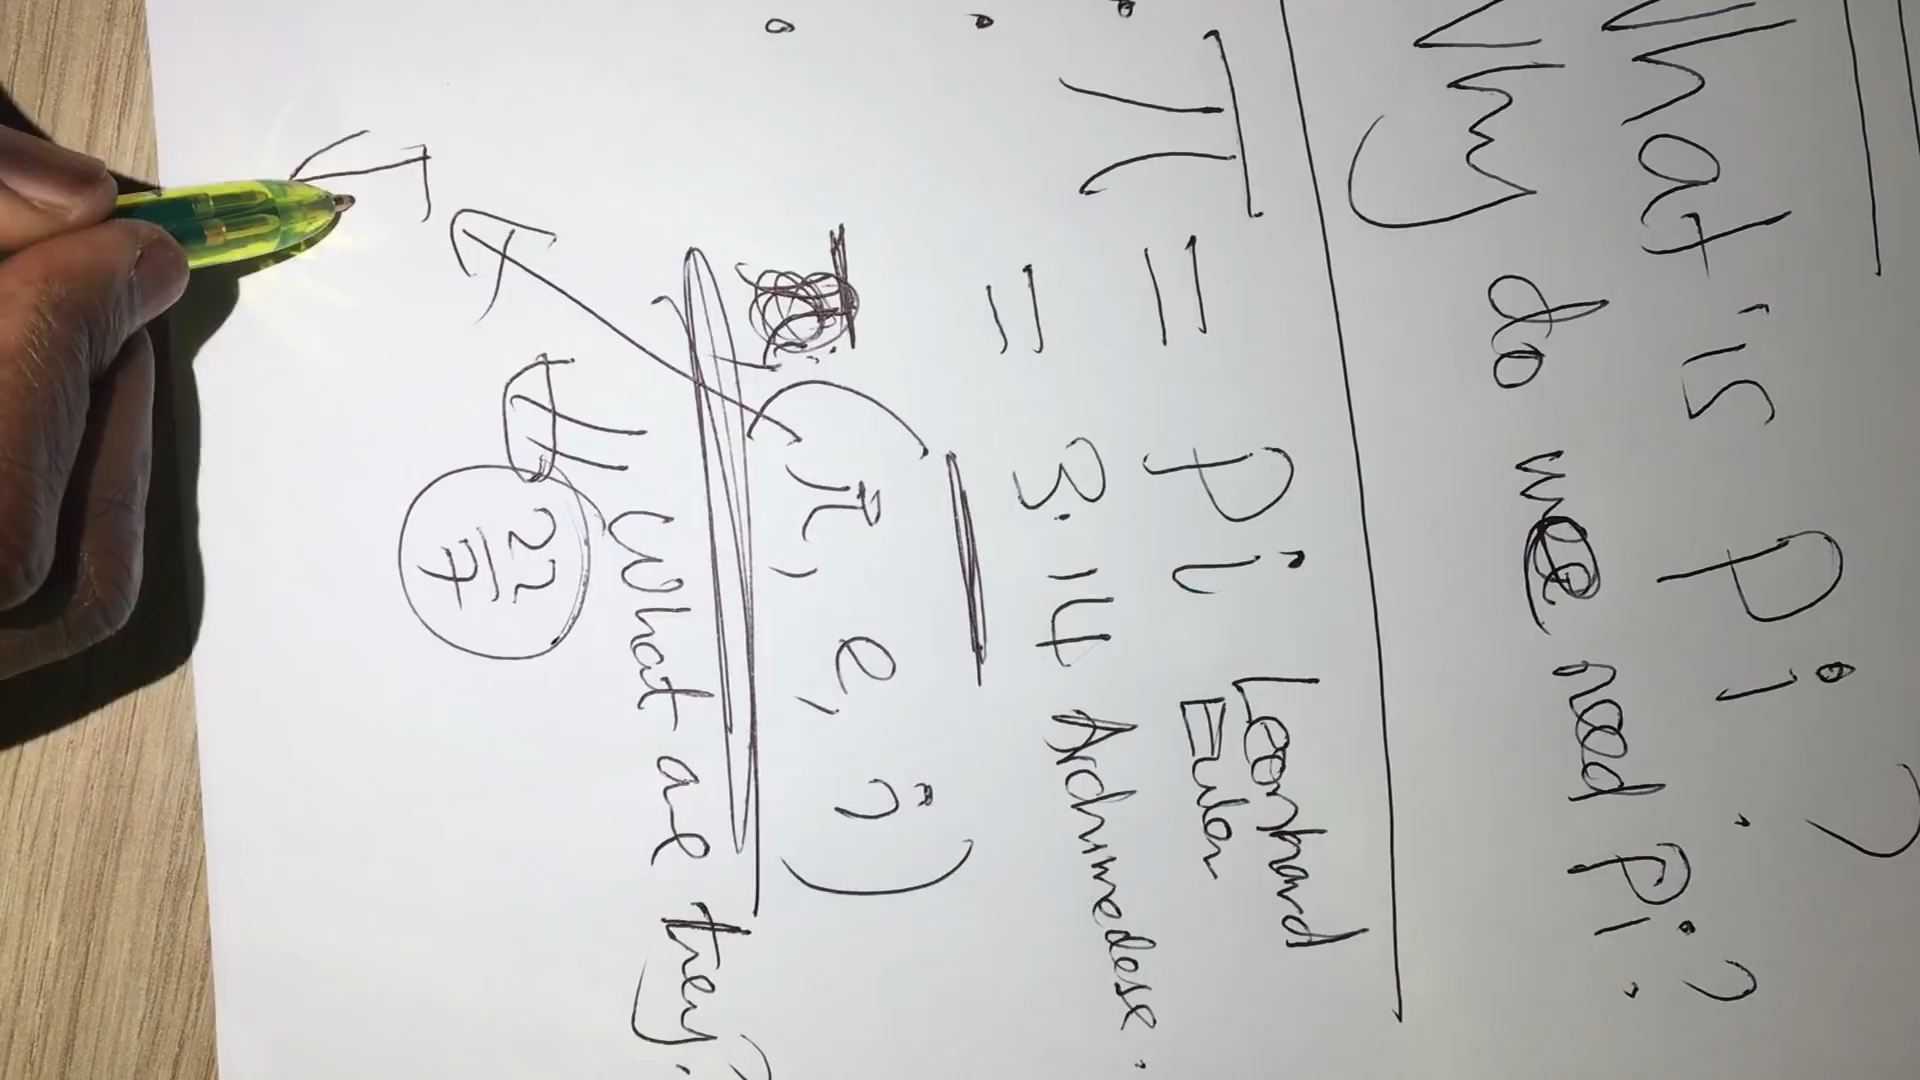 What is Pi?
Why do we need Pi?
π = Pi Leonhard Euler
= 3.14 Archimedese.
(π, e, i)
What are they?
22
7
π